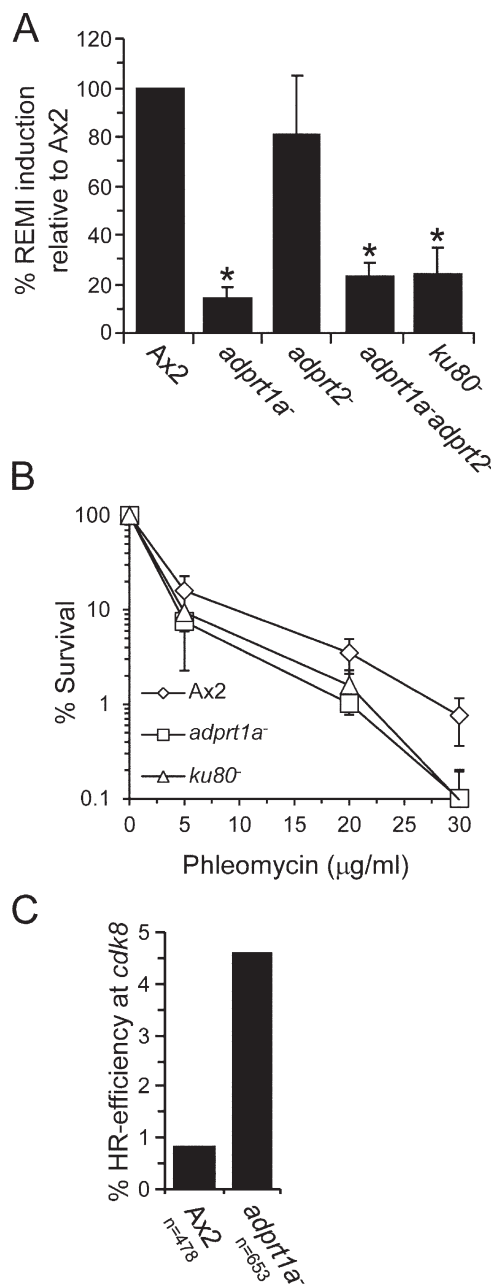 A
% REMI induction
relative to Ax2
120
100
80
60
40
20
0
Ax2
adprt1a-
adprt2-
adprt1a-adprt2-
ku80-
*
*
*
B
% Survival
100
10
1
0.1
Ax2
adprt1a-
ku80-
0 5 10 15 20 25 30
Phleomycin (μg/ml)
C
% HR-efficiency at cdk8
5
4
3
2
1
0
Ax2
n=478
adprt1a-
n=653